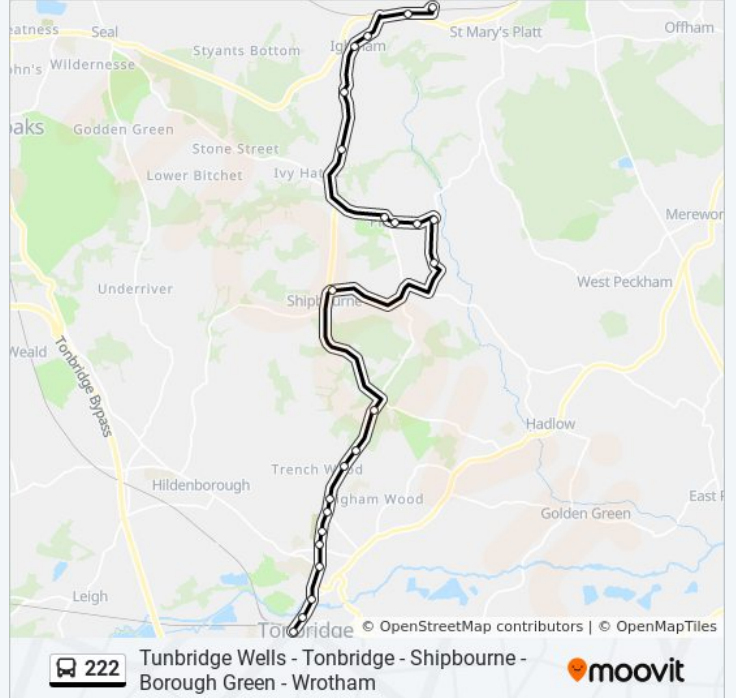 eatness
Seal
St Mary's Platt
Offham
Styants Bottom
Ightham
ohn's
Wildernesse
oaks
Godden Green
Stone Street
Ivy Hat
Lower Bitchet
Merewor
Underriver
West Peckham
Shipbourne
Weald
Tonbridge Bypass
Hadlow
Trench Wood
Hildenborough
igham Wood
East P
Golden Green
Leigh
Tonbridge
© OpenStreetMap contributors | © OpenMapTiles
222
Tunbridge Wells - Tonbridge - Shipbourne -
Borough Green - Wrotham
moovit